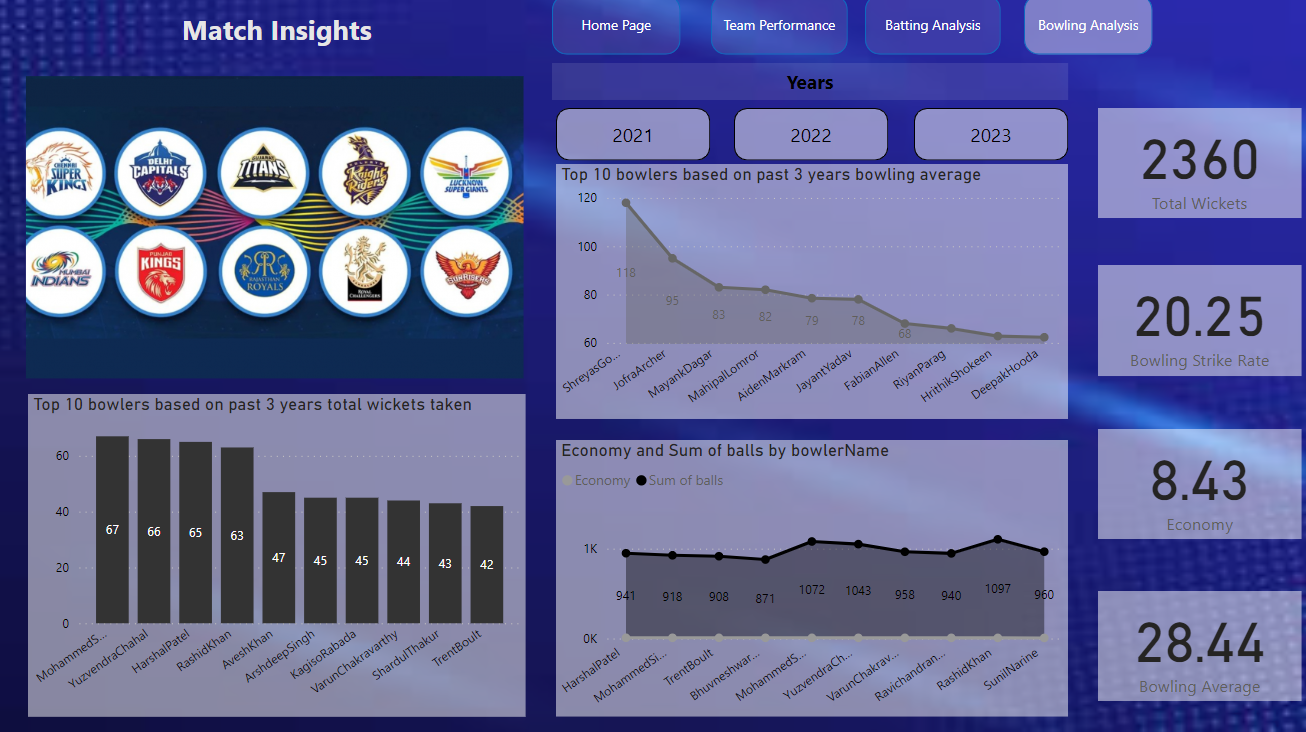 Match Insights
Home Page
Team Performance
Batting Analysis
Bowling Analysis
Years
2021
2022
2023
CHENNAI
SUPER
KINGS
DELHI
CAPITALS
GUJARAT
TITANS
Knight
Riders
LUCKNOW
SUPER GIANTS
MUMBAI
INDIANS
PUNJAB
KINGS
RAJASTHAN
ROYALS
ROYAL
CHALLENGERS
SUNRISERS
Top 10 bowlers based on past 3 years bowling average
120
100
80
60
118
95
83
82
79
78
68
ShreyasGo...
JofraArcher
MayankDagar
MahipalLomror
AidenMarkram
JayantYadav
FabianAllen
RiyanParag
HrithikShokeen
DeepakHooda
2360
Total Wickets
20.25
Bowling Strike Rate
8.43
Economy
28.44
Bowling Average
Top 10 bowlers based on past 3 years total wickets taken
60
40
20
0
67
66
65
63
47
45
45
44
43
42
MohammedS...
YuzvendraChahal
HarshalPatel
RashidKhan
AveshKhan
ArshdeepSingh
KagisoRabada
VarunChakravarthy
ShardulThakur
TrentBoult
Economy and Sum of balls by bowlerName
Economy
Sum of balls
1K
0K
941
918
908
871
1072
1043
958
940
1097
960
HarshalPatel
MohammedSi...
TrentBoult
Bhuvneshwar...
MohammedS...
YuzvendraCh...
VarunChakrav...
Ravichandran...
RashidKhan
SunilNarine